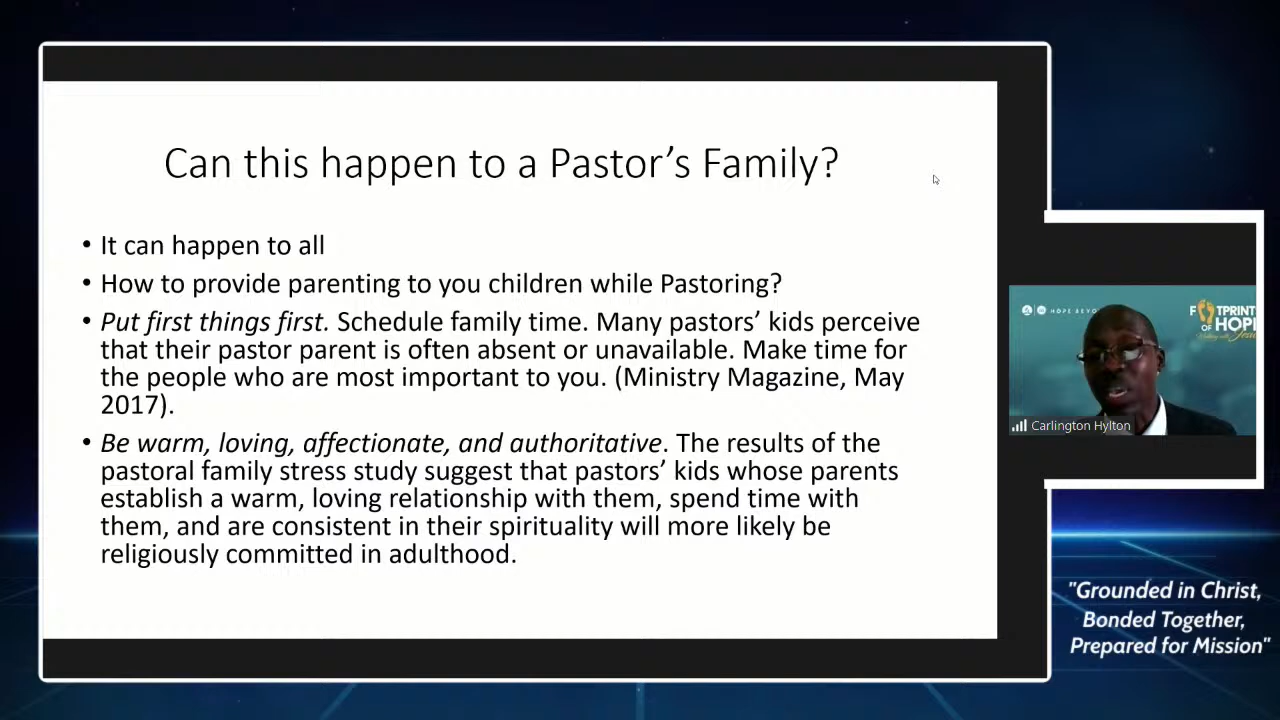 Can this happen to a Pastor’s Family?
• It can happen to all
• How to provide parenting to you children while Pastoring?
• Put first things first. Schedule family time. Many pastors’ kids perceive
that their pastor parent is often absent or unavailable. Make time for
the people who are most important to you. (Ministry Magazine, May
2017).
• Be warm, loving, affectionate, and authoritative. The results of the
pastoral family stress study suggest that pastors’ kids whose parents
establish a warm, loving relationship with them, spend time with
them, and are consistent in their spirituality will more likely be
religiously committed in adulthood.
HOPE BEYO
F TPRINT
OF HOPE
Carlington Hylton
"Grounded in Christ,
Bonded Together,
Prepared for Mission"